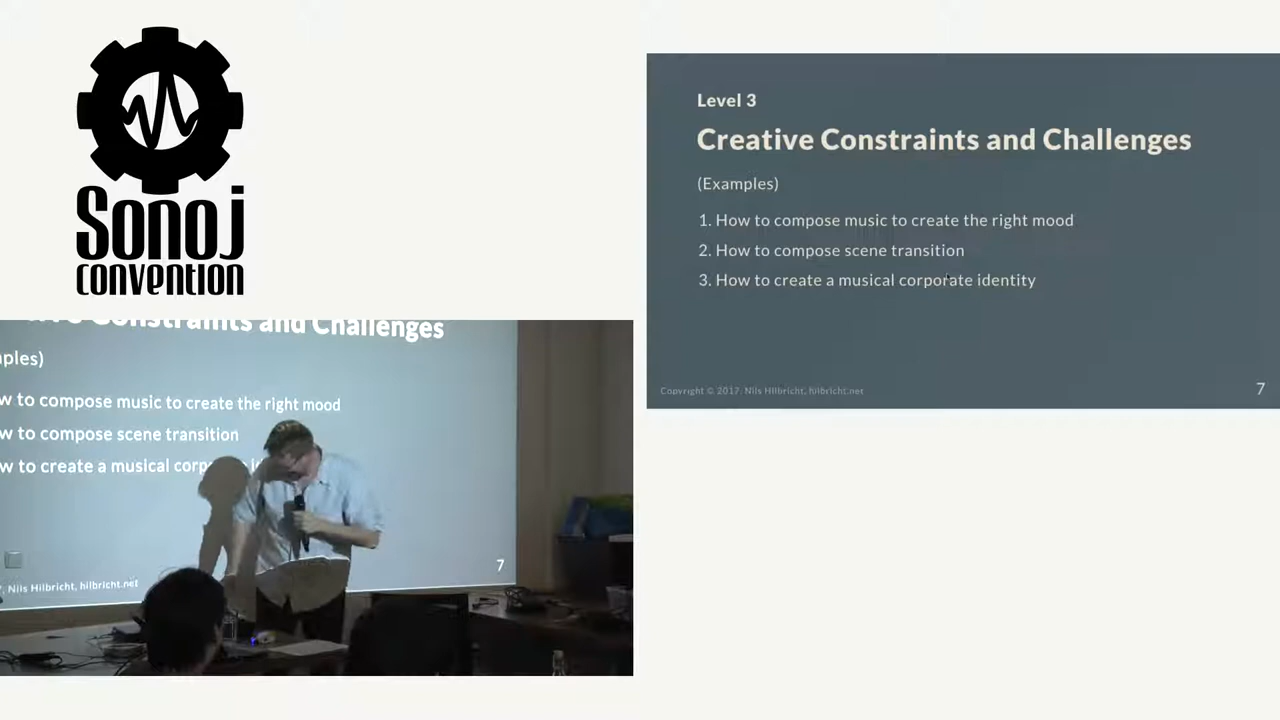 Sonoj
convention
Level 3
Creative Constraints and Challenges
(Examples)
1. How to compose music to create the right mood
2. How to compose scene transition
3. How to create a musical corporate identity
Copyright © 2017, Nils Hilbricht, hilbricht.net
7
Constraints and Challenges
ples)
w to compose music to create the right mood
w to compose scene transition
w to create a musical corp
7
Nils Hilbricht, hilbricht.net